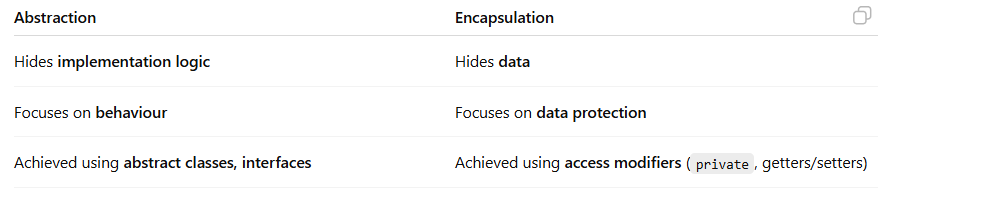 Abstraction Encapsulation
Hides implementation logic Hides data
Focuses on behaviour Focuses on data protection
Achieved using abstract classes, interfaces Achieved using access modifiers (private, getters/setters)